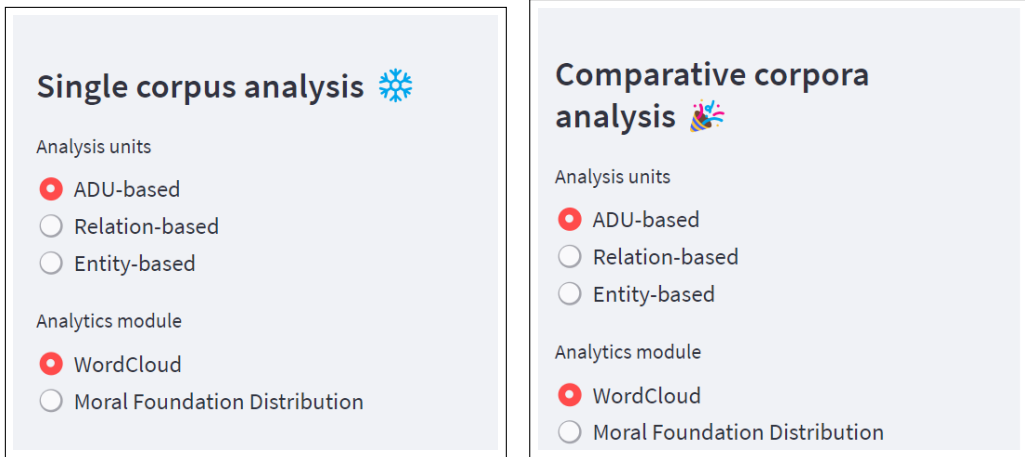 Single corpus analysis
Analysis units
ADU-based
Relation-based
Entity-based
Analytics module
WordCloud
Moral Foundation Distribution
Comparative corpora
analysis
Analysis units
ADU-based
Relation-based
Entity-based
Analytics module
WordCloud
Moral Foundation Distribution